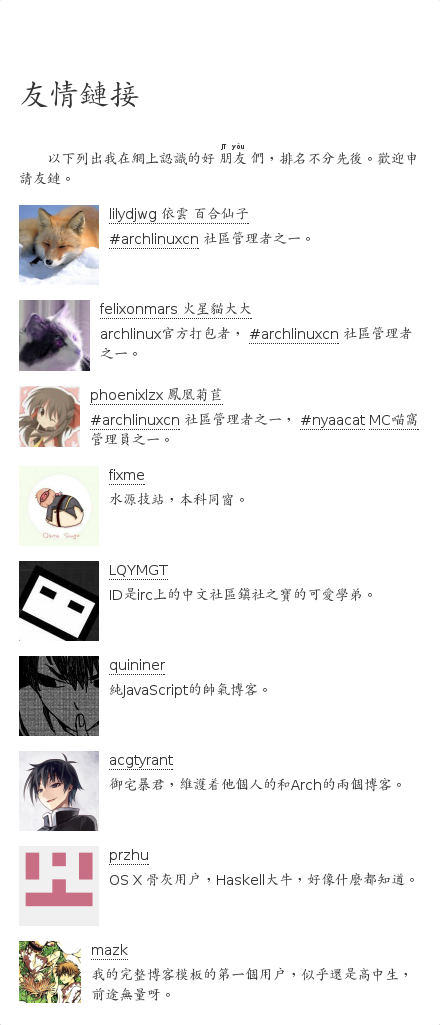 友情鏈接
jī yǒu
以下列出我在網上認識的好 朋友 們，排名不分先後。歡迎申
請友鏈。
lilydjwg 依雲 百合仙子
#archlinuxcn 社區管理者之一。
felixonmars 火星貓大大
archlinux官方打包者， #archlinuxcn 社區管理者
之一。
phoenixlzx 鳳凰菊苣
#archlinuxcn 社區管理者之一， #nyaacat MC喵窩
管理員之一。
fixme
水源技站，本科同窗。
LQYMGT
ID是irc上的中文社區鎭社之寶的可愛學弟。
quininer
純JavaScript的帥氣博客。
acgtyrant
御宅暴君，維護着他個人的和Arch的兩個博客。
przhu
OS X 骨灰用户，Haskell大牛，好像什麼都知道。
mazk
我的完整博客模板的第一個用户，似乎還是高中生，
前途無量呀。